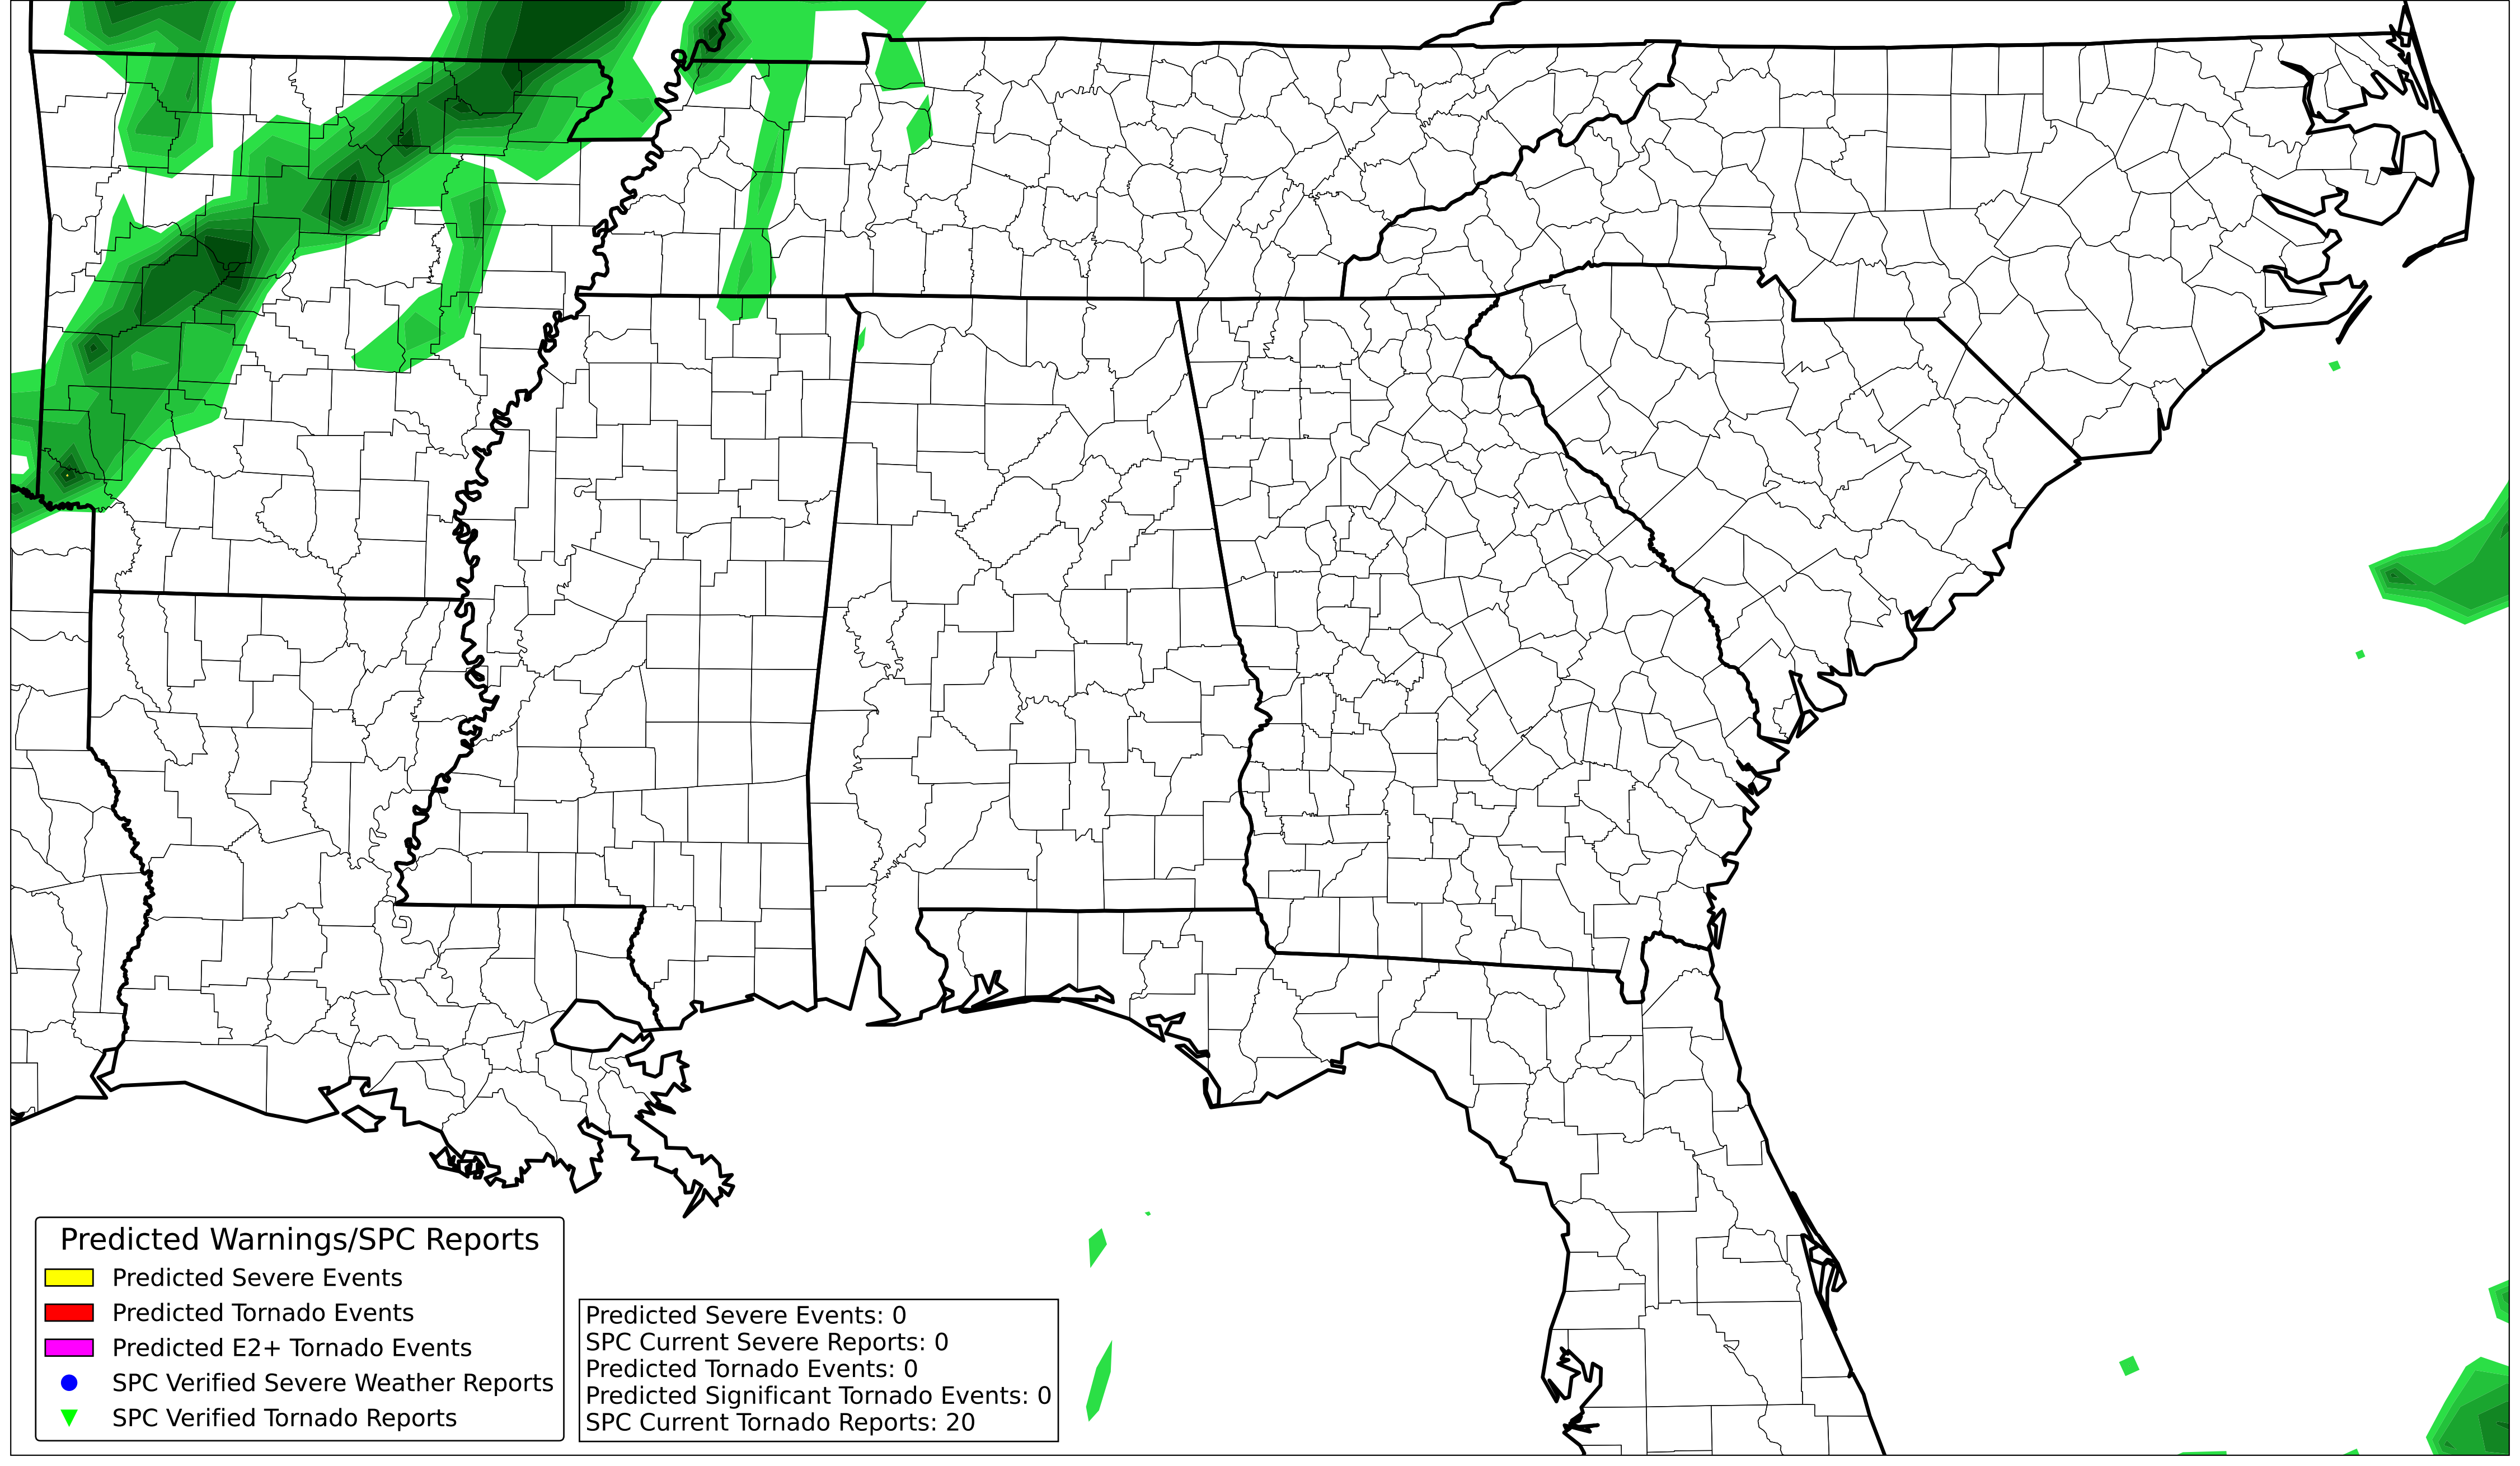 Predicted Warnings/SPC Reports
Predicted Severe Events
Predicted Tornado Events
Predicted E2+ Tornado Events
SPC Verified Severe Weather Reports
SPC Verified Tornado Reports
Predicted Severe Events: 0
SPC Current Severe Reports: 0
Predicted Tornado Events: 0
Predicted Significant Tornado Events: 0
SPC Current Tornado Reports: 20